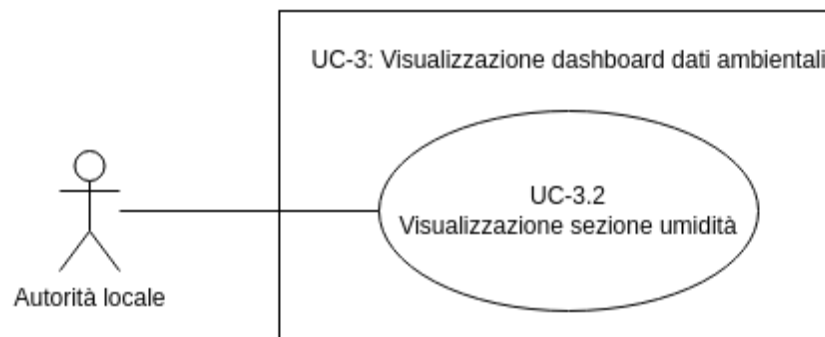 UC-3: Visualizzazione dashboard dati ambientali
UC-3.2
Visualizzazione sezione umidità
Autorità locale